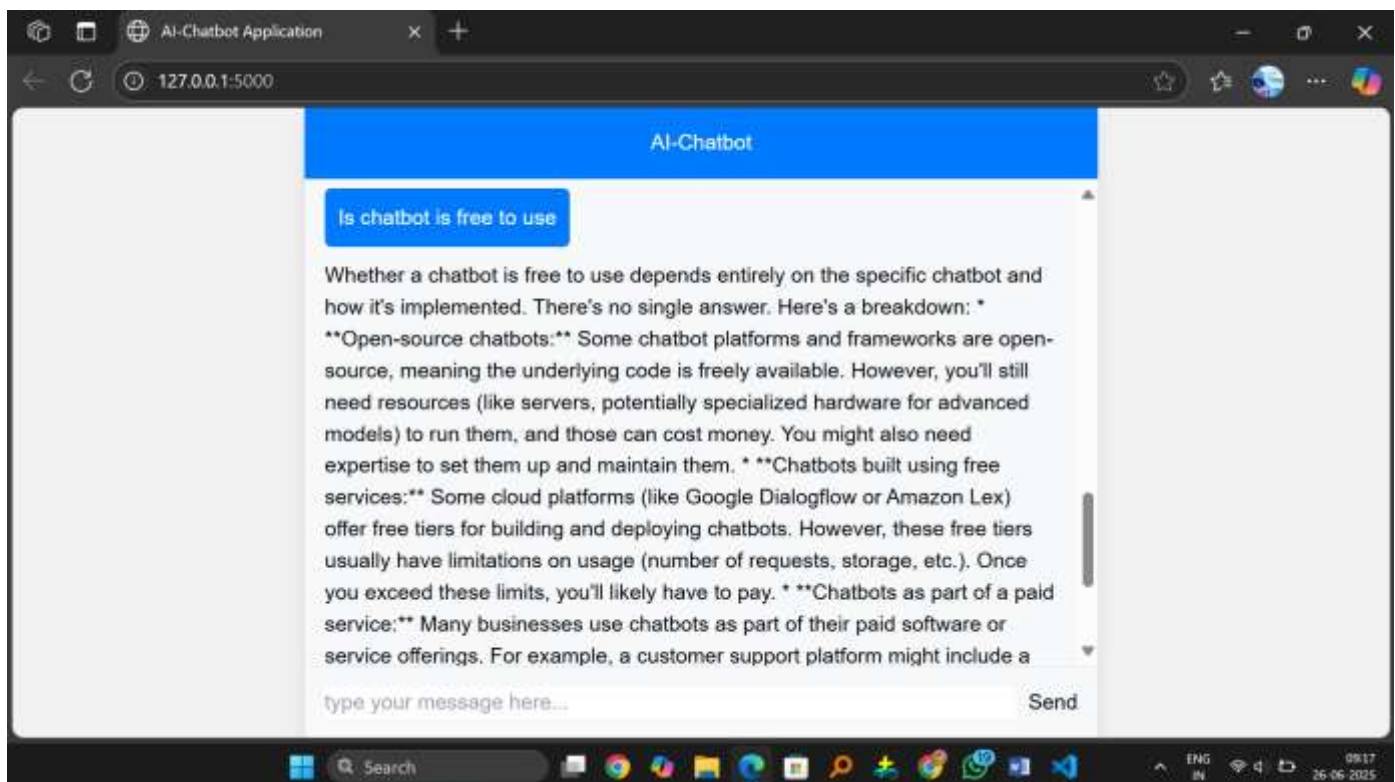 AI-Chatbot Application
127.0.0.1:5000
AI-Chatbot
Is chatbot is free to use
Whether a chatbot is free to use depends entirely on the specific chatbot and
how it's implemented. There's no single answer. Here's a breakdown: *
**Open-source chatbots:** Some chatbot platforms and frameworks are open-
source, meaning the underlying code is freely available. However, you'll still
need resources (like servers, potentially specialized hardware for advanced
models) to run them, and those can cost money. You might also need
expertise to set them up and maintain them. * **Chatbots built using free
services:** Some cloud platforms (like Google Dialogflow or Amazon Lex)
offer free tiers for building and deploying chatbots. However, these free tiers
usually have limitations on usage (number of requests, storage, etc.). Once
you exceed these limits, you'll likely have to pay. * **Chatbots as part of a paid
service:** Many businesses use chatbots as part of their paid software or
service offerings. For example, a customer support platform might include a
type your message here...
Send
Search
ENG
IN
09:17
26-06-2025